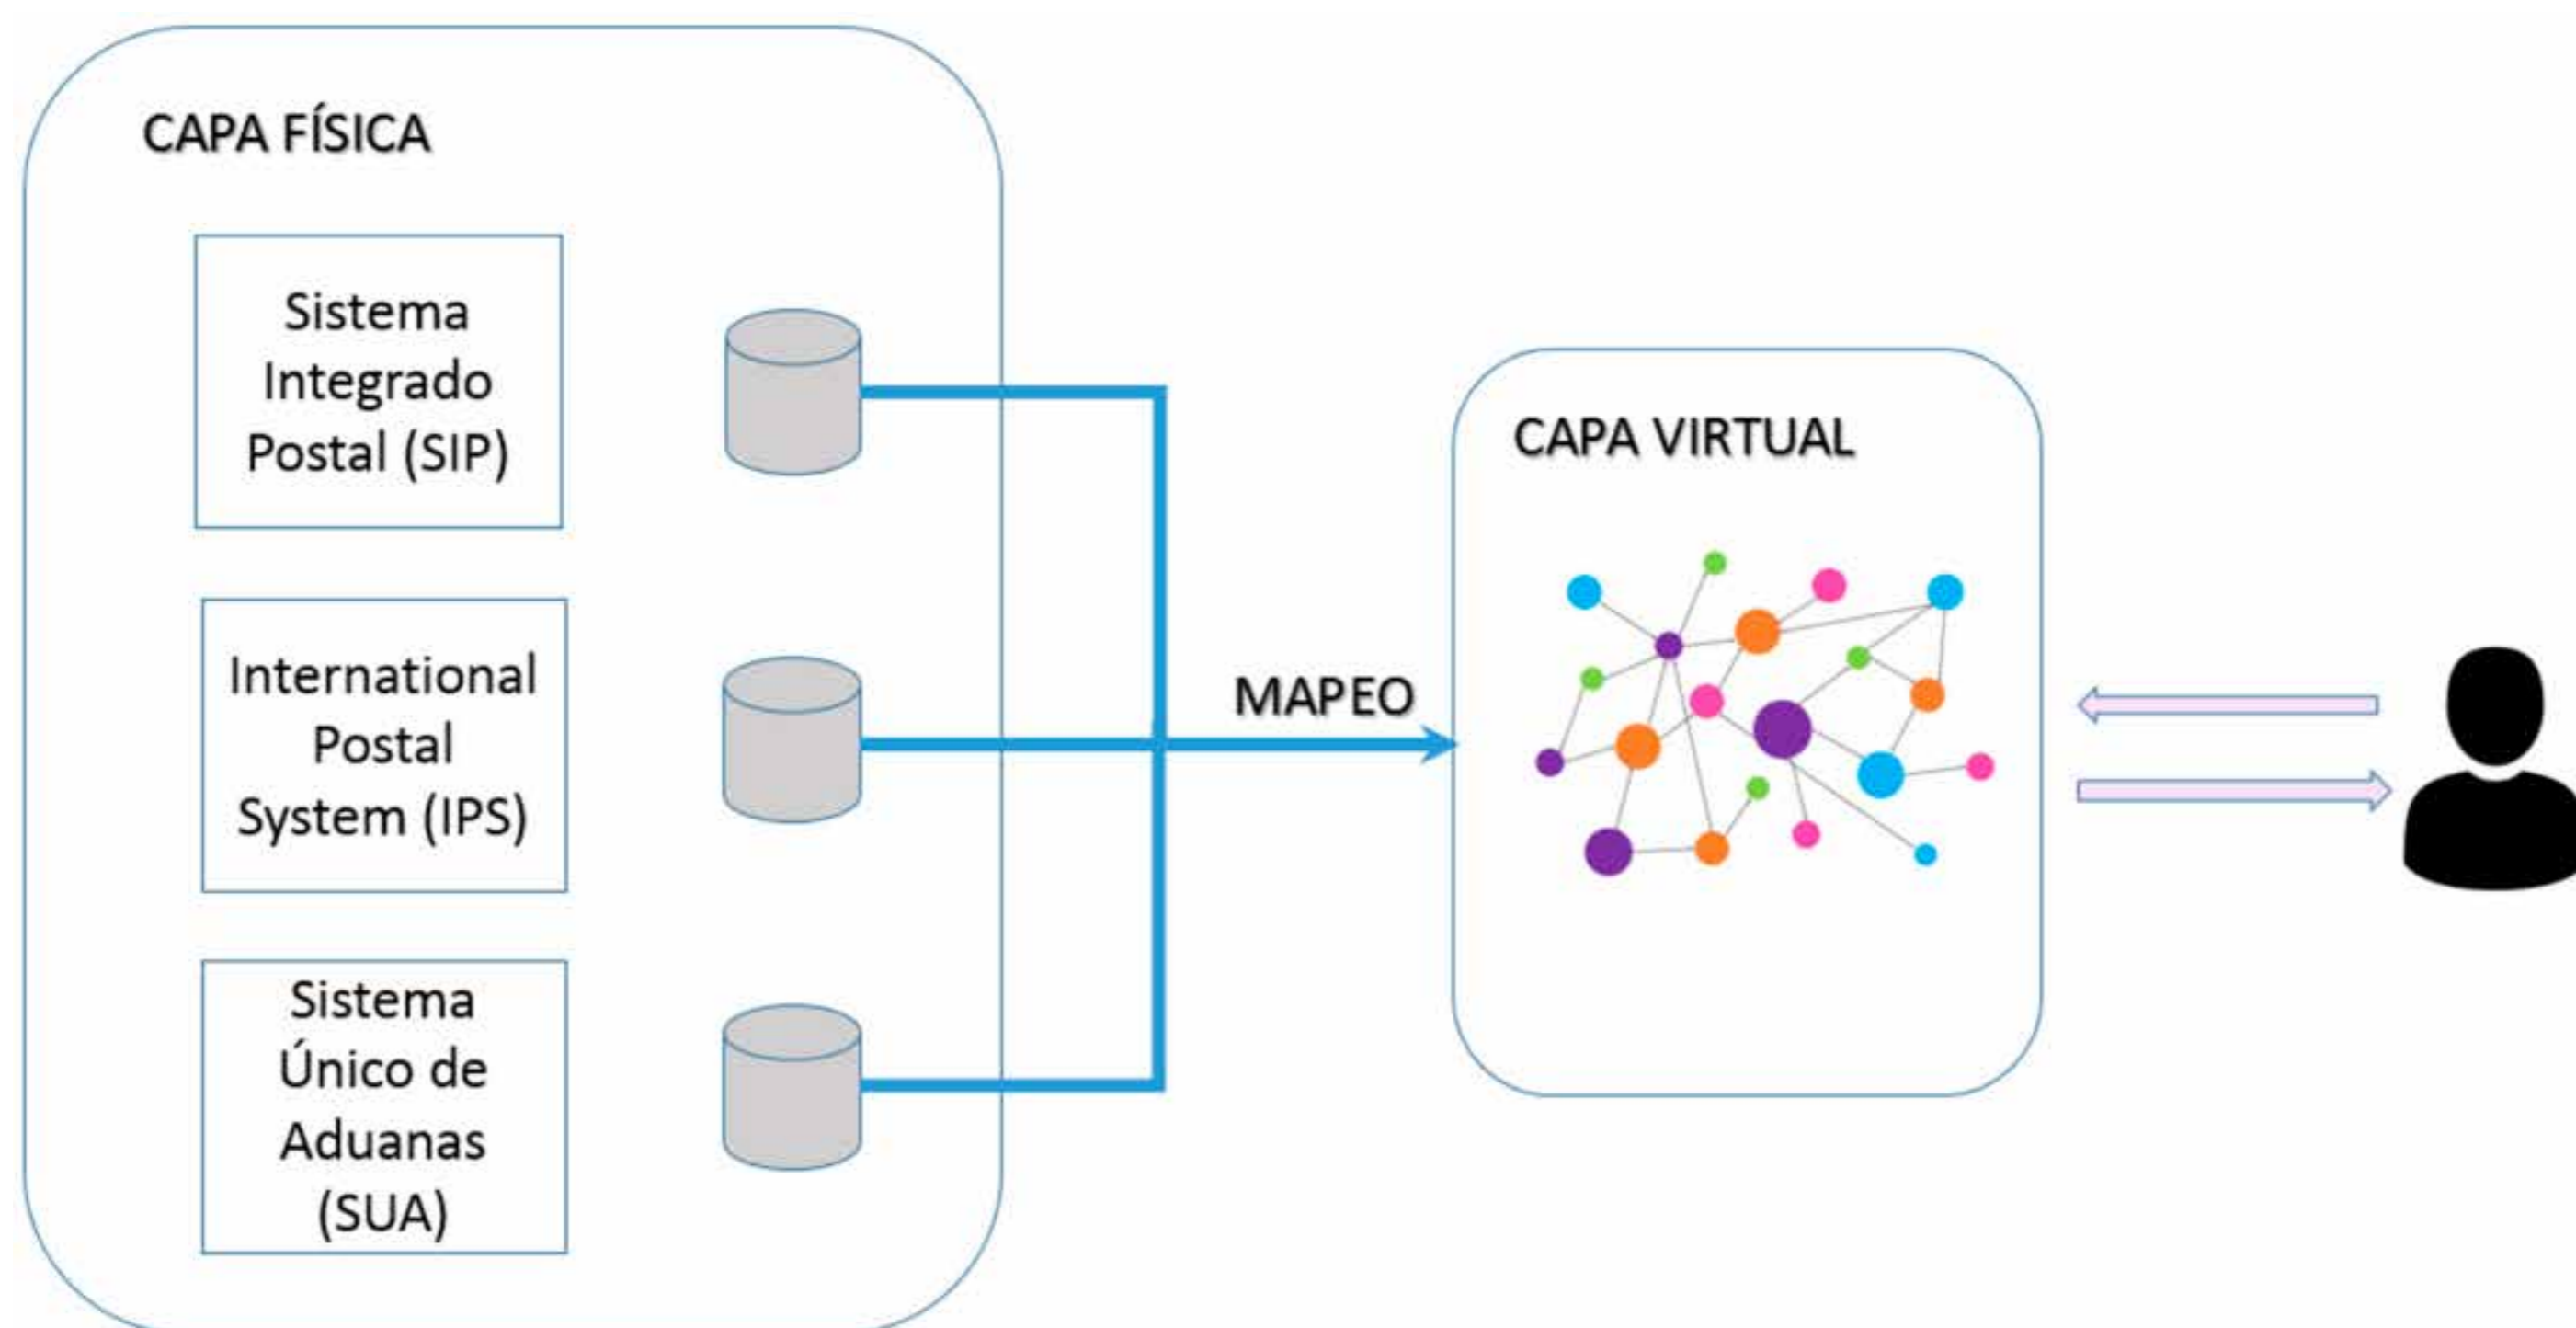 CAPA FÍSICA
Sistema
Integrado
Postal (SIP)
International
Postal
System (IPS)
Sistema
Único de
Aduanas
(SUA)
MAPEO
CAPA VIRTUAL